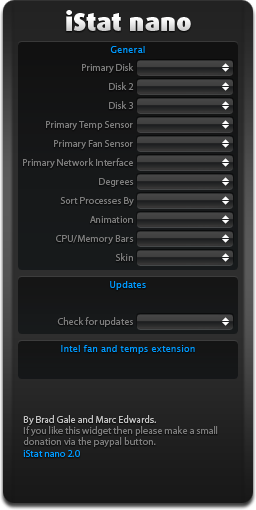 iStat nano
General
Primary Disk
Disk 2
Disk 3
Primary Temp Sensor
Primary Fan Sensor
Primary Network Interface
Degrees
Sort Processes By
Animation
CPU/Memory Bars
Skin
Updates
Check for updates
Intel fan and temps extension
By Brad Gale and Marc Edwards.
If you like this widget then please make a small
donation via the paypal button.
iStat nano 2.0